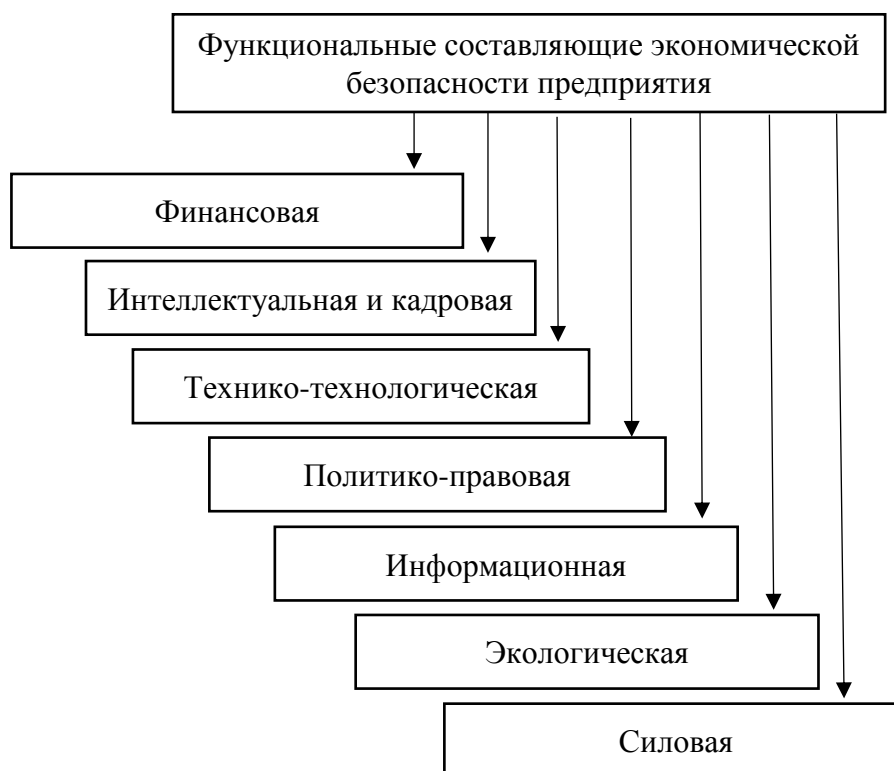 Функциональные составляющие экономической
безопасности предприятия
Финансовая
Интеллектуальная и кадровая
Технико-технологическая
Политико-правовая
Информационная
Экологическая
Силовая